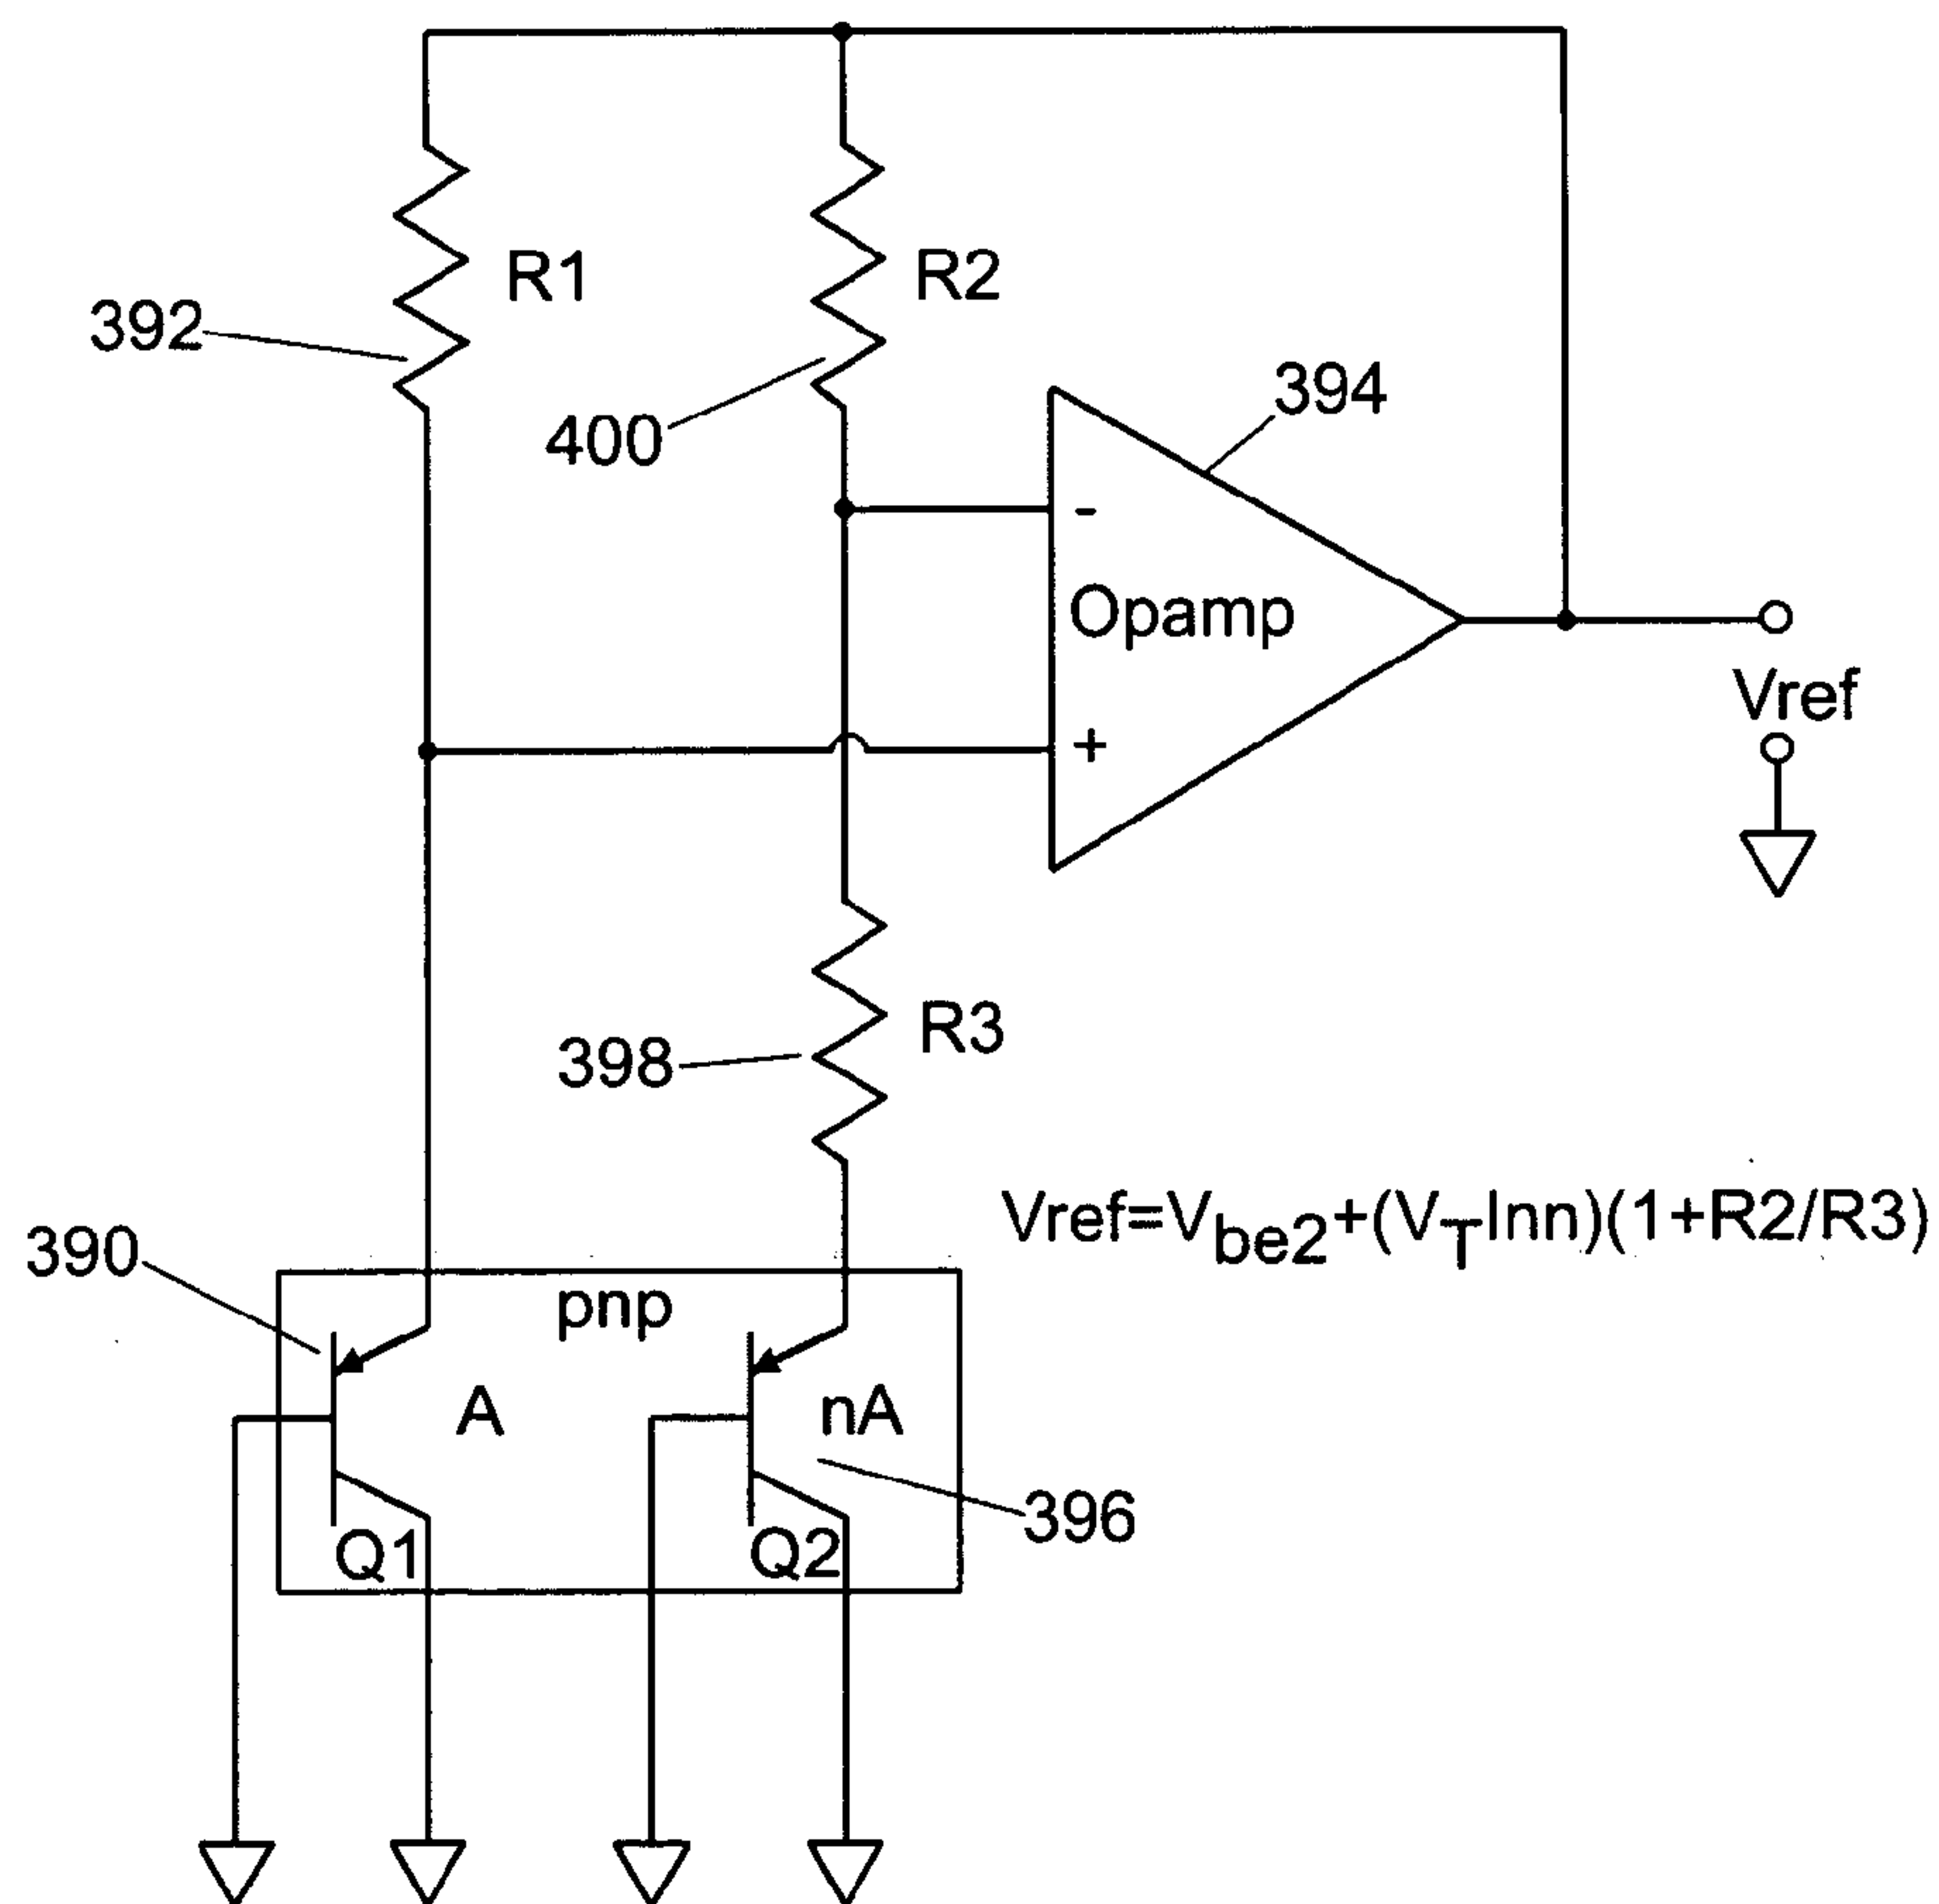 R1
R2
392
400
394
-
Opamp
+
Vref
R3
398
Vref=Vbe2+(VTlnn)(1+R2/R3)
390
pnp
A
nA
396
Q1
Q2